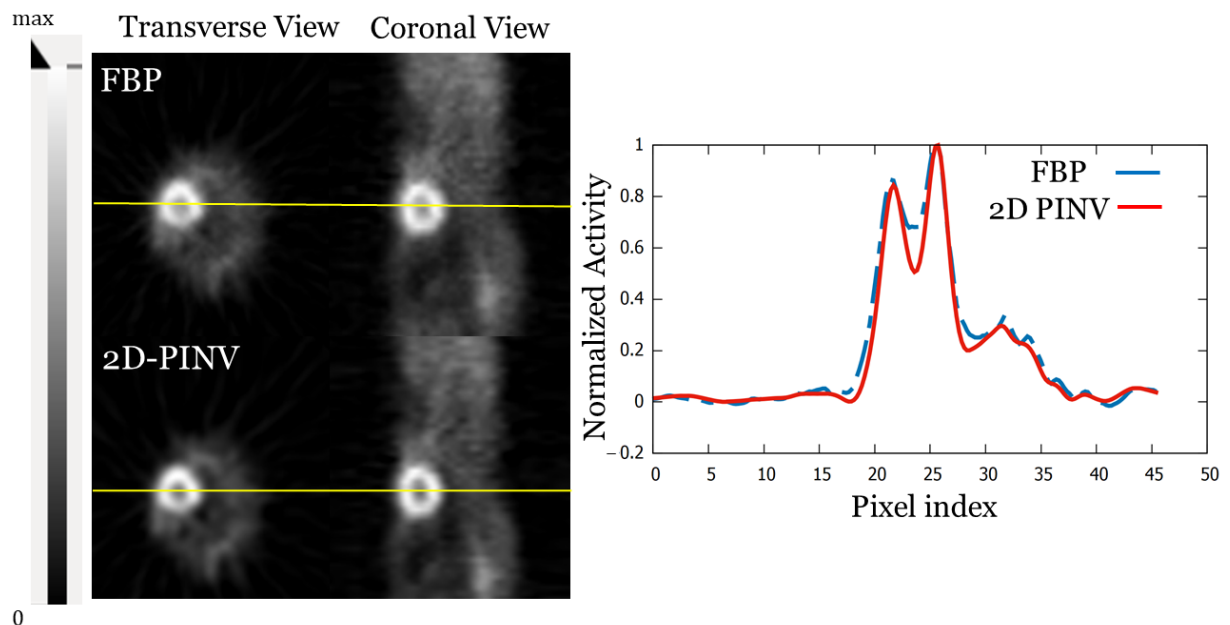 max
Transverse View
Coronal View
FBP
2D-PINV
0
Normalized Activity
1
0.8
0.6
0.4
0.2
0
−0.2
FBP
2D PINV
0 5 10 15 20 25 30 35 40 45 50
Pixel index